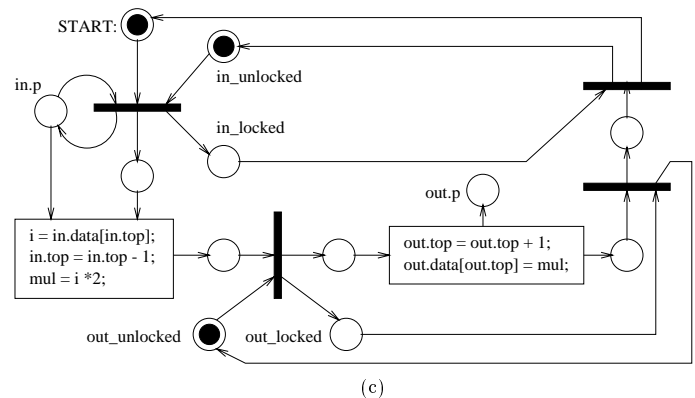 START:
in_unlocked
in.p
in_locked
out.p
i = in.data[in.top];
in.top = in.top - 1;
mul = i *2;
out.top = out.top + 1;
out.data[out.top] = mul;
out_unlocked
out_locked
(c)